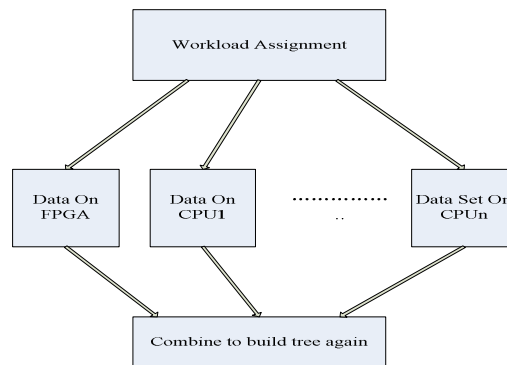 Workload Assignment
Data On
FPGA
Data On
CPU1
..............
..
Data Set On
CPUn
Combine to build tree again